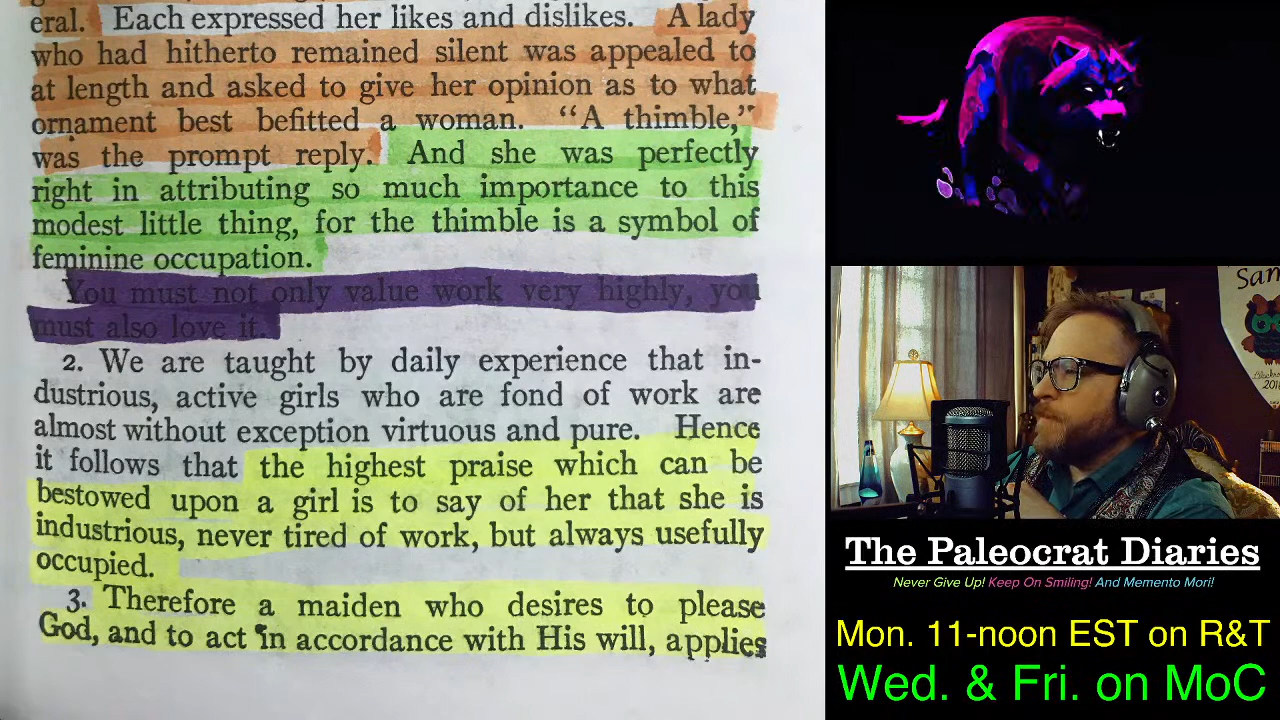 eral. Each expressed her likes and dislikes. A lady
who had hitherto remained silent was appealed to
at length and asked to give her opinion as to what
ornament best befitted a woman. “A thimble,”
was the prompt reply. And she was perfectly
right in attributing so much importance to this
modest little thing, for the thimble is a symbol of
feminine occupation.
You must not only value work very highly, you
must also love it.
2. We are taught by daily experience that in-
dustrious, active girls who are fond of work are
almost without exception virtuous and pure. Hence
it follows that the highest praise which can be
bestowed upon a girl is to say of her that she is
industrious, never tired of work, but always usefully
occupied.
3. Therefore a maiden who desires to please
God, and to act in accordance with His will, applies
Sam
The Paleocrat Diaries
Never Give Up! Keep On Smiling! And Memento Mori!
Mon. 11-noon EST on R&T
Wed. & Fri. on MoC